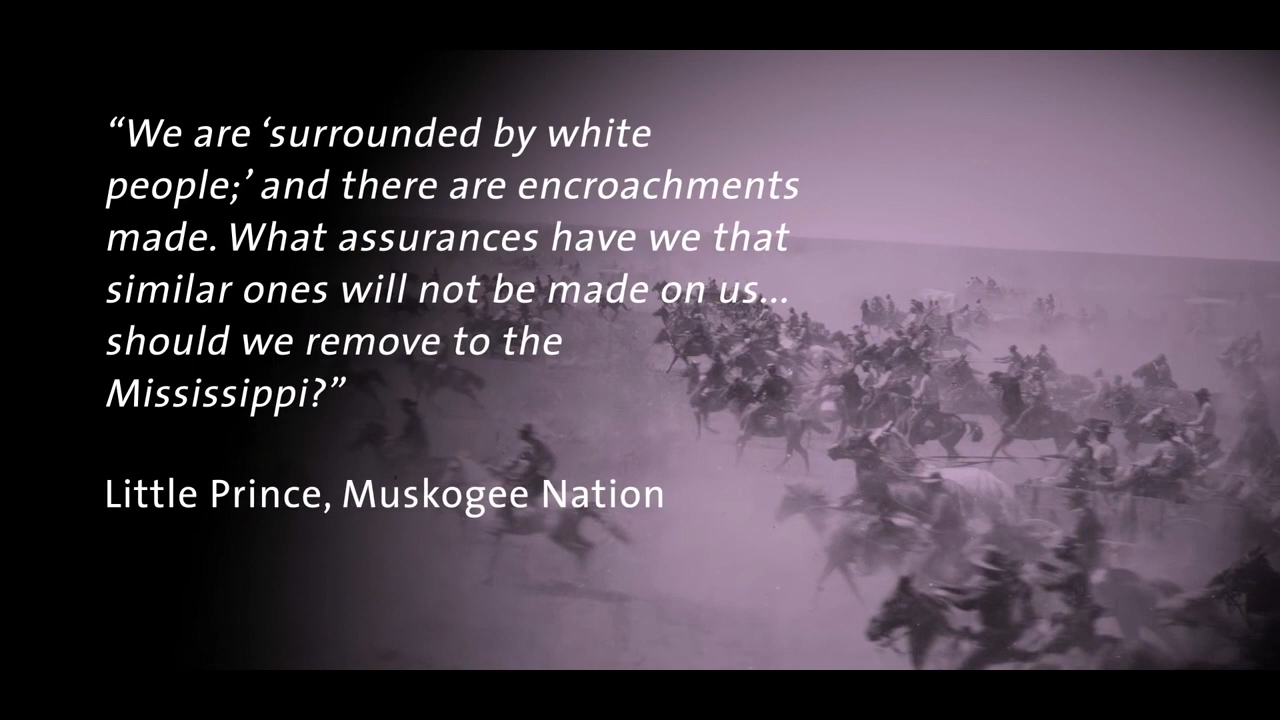 “We are ‘surrounded by white
people;’ and there are encroachments
made. What assurances have we that
similar ones will not be made on us...
should we remove to the
Mississippi?”
Little Prince, Muskogee Nation